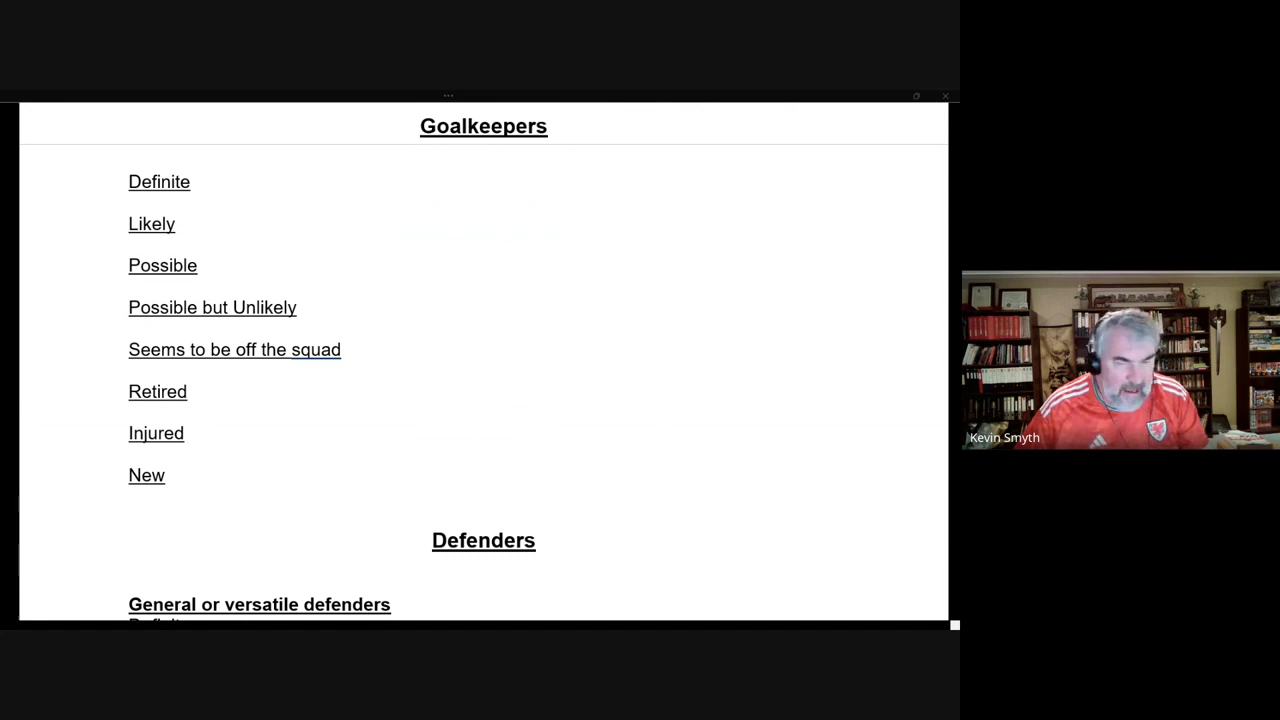 Goalkeepers
Definite
Likely
Possible
Possible but Unlikely
Seems to be off the squad
Retired
Injured
New
Defenders
General or versatile defenders
Kevin Smyth